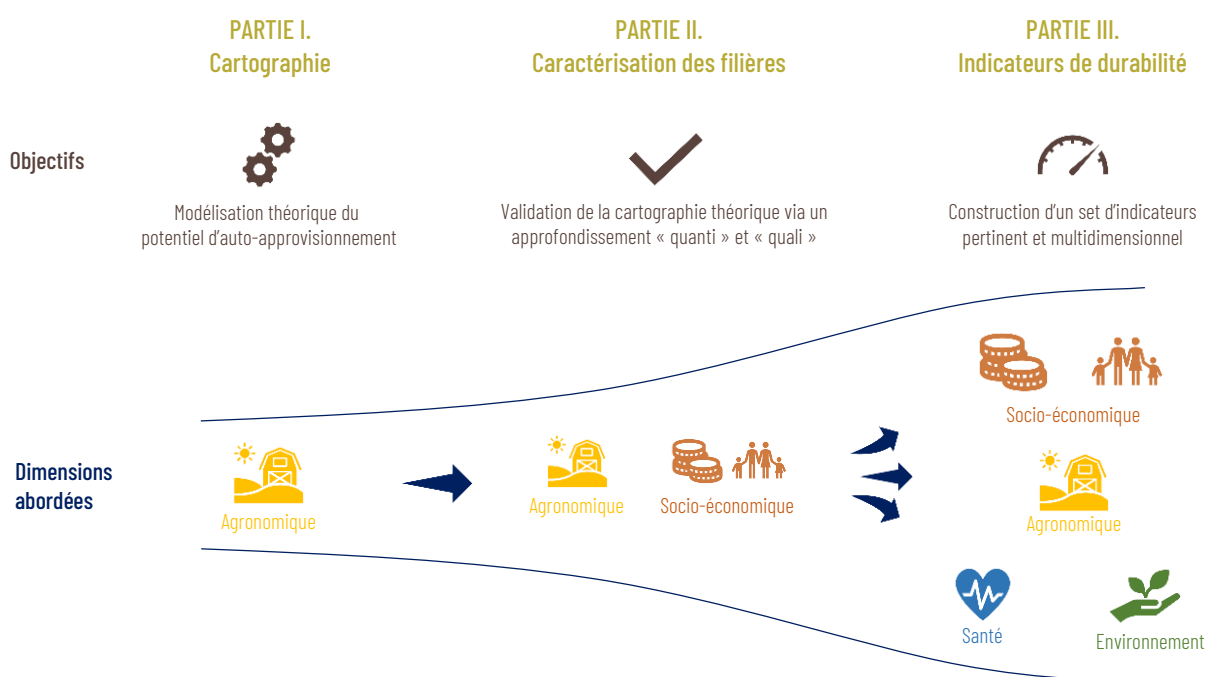 PARTIE I.
Cartographie
PARTIE II.
Caractérisation des filières
PARTIE III.
Indicateurs de durabilité
Objectifs
Modélisation théorique du
potentiel d'auto-approvisionnement
Validation de la cartographie théorique via un
approfondissement « quanti » et « quali »
Construction d'un set d'indicateurs
pertinent et multidimensionnel
Dimensions
abordées
Agronomique
Agronomique
Socio-économique
Socio-économique
Agronomique
Santé
Environnement